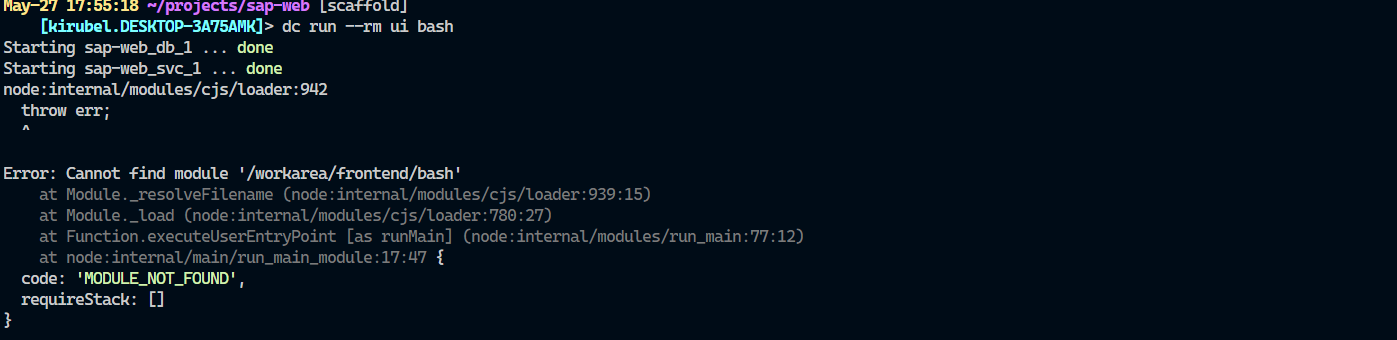 May-27 17:55:18 ~/projects/sap-web [scaffold]
[kirubel.DESKTOP-3A75AMK]> dc run --rm ui bash
Starting sap-web_db_1 ... done
Starting sap-web_svc_1 ... done
node:internal/modules/cjs/loader:942
throw err;
^
Error: Cannot find module '/workarea/frontend/bash'
at Module._resolveFilename (node:internal/modules/cjs/loader:939:15)
at Module._load (node:internal/modules/cjs/loader:780:27)
at Function.executeUserEntryPoint [as runMain] (node:internal/modules/run_main:77:12)
at node:internal/main/run_main_module:17:47 {
code: 'MODULE_NOT_FOUND',
requireStack: []
}